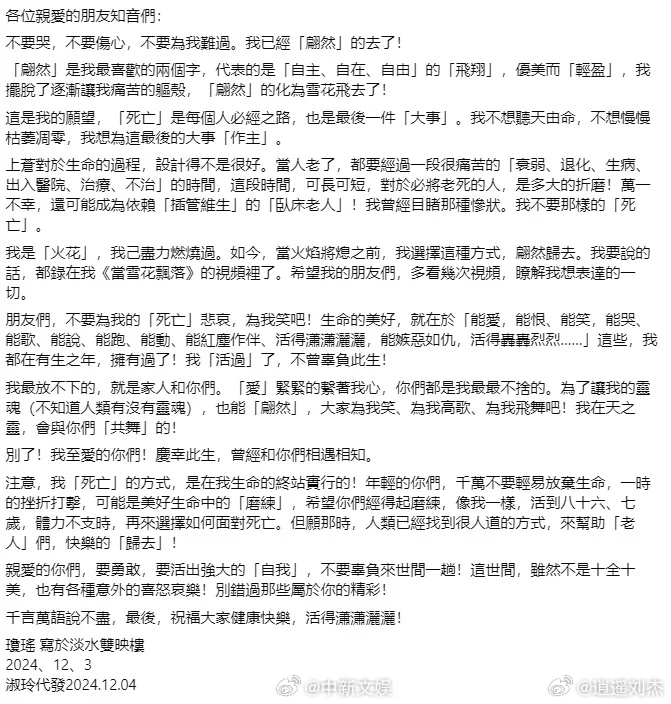 各位親愛的朋友知音們：
不要哭，不要傷心，不要為我難過。我已經「翩然」的去了！
「翩然」是我最喜歡的兩個字，代表的是「自主、自在、自由」的「飛翔」，優美而「輕盈」，我
擺脫了逐漸讓我痛苦的軀殼，「翩然」的化為雪花飛去了！
這是我的願望，「死亡」是每個人必經之路，也是最後一件「大事」。我不想聽天由命，不想慢慢
枯萎凋零，我想為這最後的大事「作主」。
上蒼對於生命的過程，設計得不是很好。當人老了，都要經過一段很痛苦的「衰弱、退化、生病、
出入醫院、治療、不治」的時間，這段時間，可長可短，對於必將老死的人，是多大的折磨！萬一
不幸，還可能成為依賴「插管維生」的「臥床老人」！我曾經目睹那種慘狀。我不要那樣的「死
亡」。
我是「火花」，我已盡力燃燒過。如今，當火焰將熄之前，我選擇這種方式，翩然歸去。我要說的
話，都錄在我《當雪花飄落》的視頻裡了。希望我的朋友們，多看幾次視頻，瞭解我想表達的一
切。
朋友們，不要為我的「死亡」悲哀，為我笑吧！生命的美好，就在於「能愛，能恨、能笑，能哭、
能歌、能說、能跑、能動、能紅塵作伴、活得瀟瀟灑灑，能嫉惡如仇，活得轟轟烈烈......」這些，我
都在有生之年，擁有過了！我「活過」了，不曾辜負此生！
我最放不下的，就是家人和你們。「愛」緊緊的繫著我心，你們都是我最最不捨的。為了讓我的靈
魂（不知道人類有沒有靈魂），也能「翩然」，大家為我笑、為我高歌、為我飛舞吧！我在天之
靈，會與你們「共舞」的！
別了！我至愛的你們！慶幸此生，曾經和你們相遇相知。
注意，我「死亡」的方式，是在我生命的終站實行的！年輕的你們，千萬不要輕易放棄生命，一時
的挫折打擊，可能是美好生命中的「磨練」，希望你們經得起磨練，像我一樣，活到八十六、七
歲，體力不支時，再來選擇如何面對死亡。但願那時，人類已經找到很人道的方式，來幫助「老
人」們，快樂的「歸去」！
親愛的你們，要勇敢，要活出強大的「自我」，不要辜負來世間一趟！這世間，雖然不是十全十
美，也有各種意外的喜怒哀樂！別錯過那些屬於你的精彩！
千言萬語說不盡，最後，祝福大家健康快樂，活得瀟瀟灑灑！
瓊瑤 寫於淡水雙映樓
2024、12、3
淑玲代發2024.12.04
@中新文娱
@逍遥刘杰